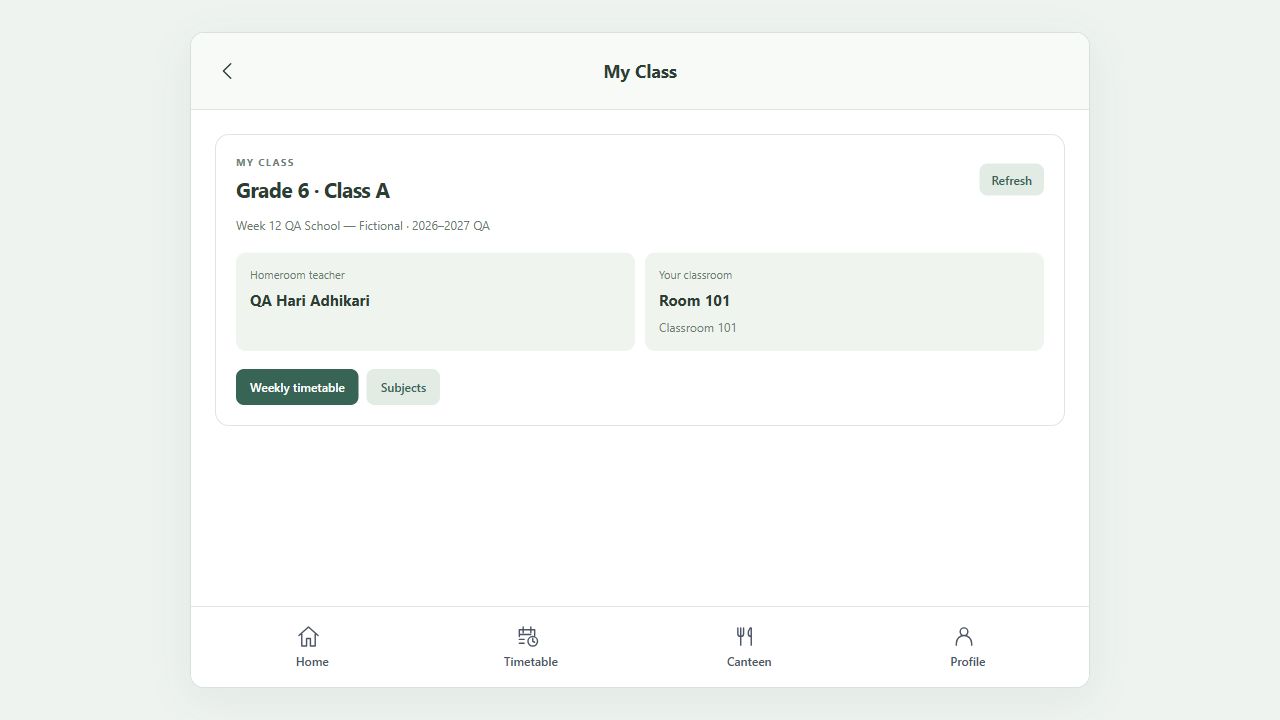 My Class
MY CLASS
Grade 6 · Class A
Refresh
Week 12 QA School — Fictional · 2026–2027 QA
Homeroom teacher
QA Hari Adhikari
Your classroom
Room 101
Classroom 101
Weekly timetable
Subjects
Home
Timetable
Canteen
Profile